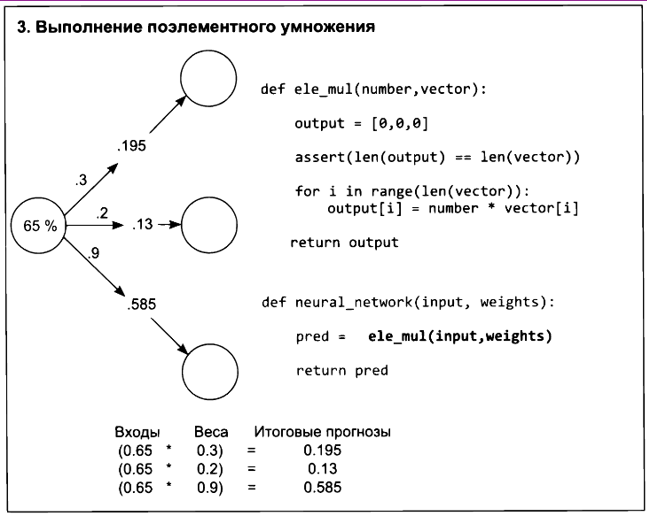 3. Выполнение поэлементного умножения
.195
.3
65 %
.2
.13
.9
.585
def ele_mul(number,vector):
output = [0,0,0]
assert(len(output) == len(vector))
for i in range(len(vector)):
output[i] = number * vector[i]
return output
def neural_network(input, weights):
pred = ele_mul(input,weights)
return pred
Входы Веса Итоговые прогнозы
(0.65 * 0.3) = 0.195
(0.65 * 0.2) = 0.13
(0.65 * 0.9) = 0.585